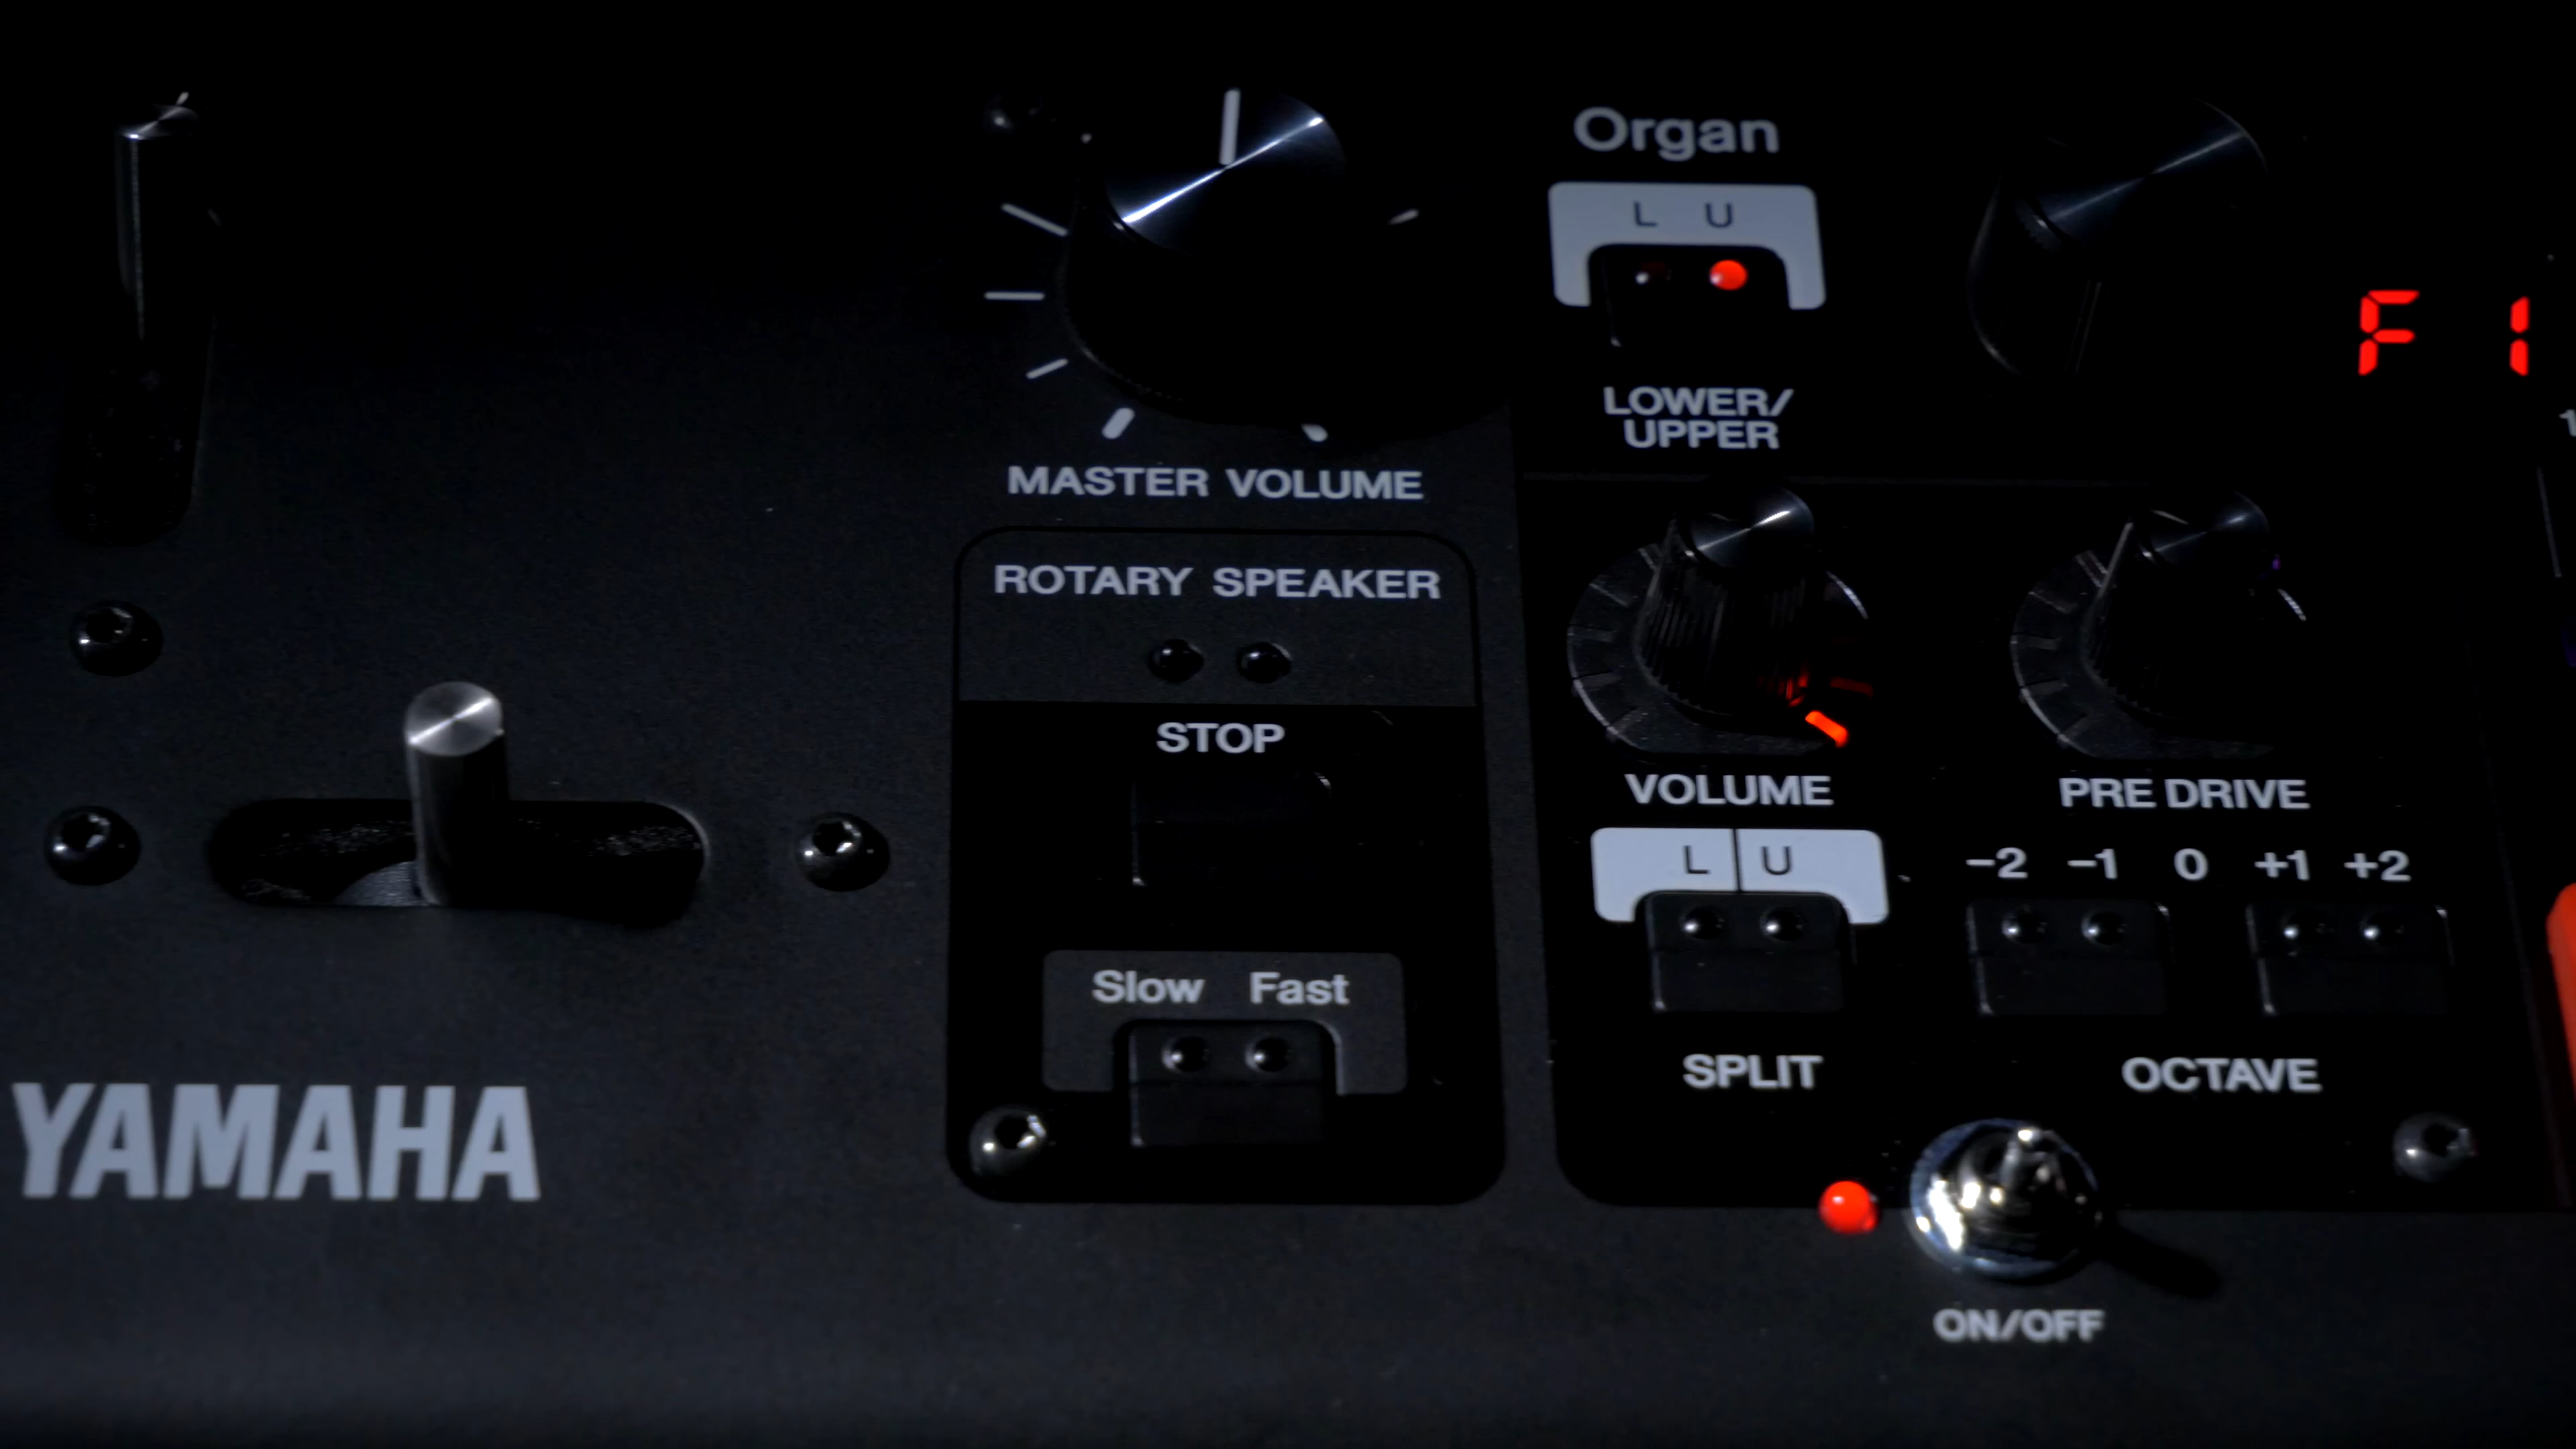 Organ
L U
F 1
LOWER/
UPPER
MASTER VOLUME
ROTARY SPEAKER
STOP
VOLUME
PRE DRIVE
L U
-2 -1 0 +1 +2
Slow Fast
SPLIT
OCTAVE
YAMAHA
ON/OFF